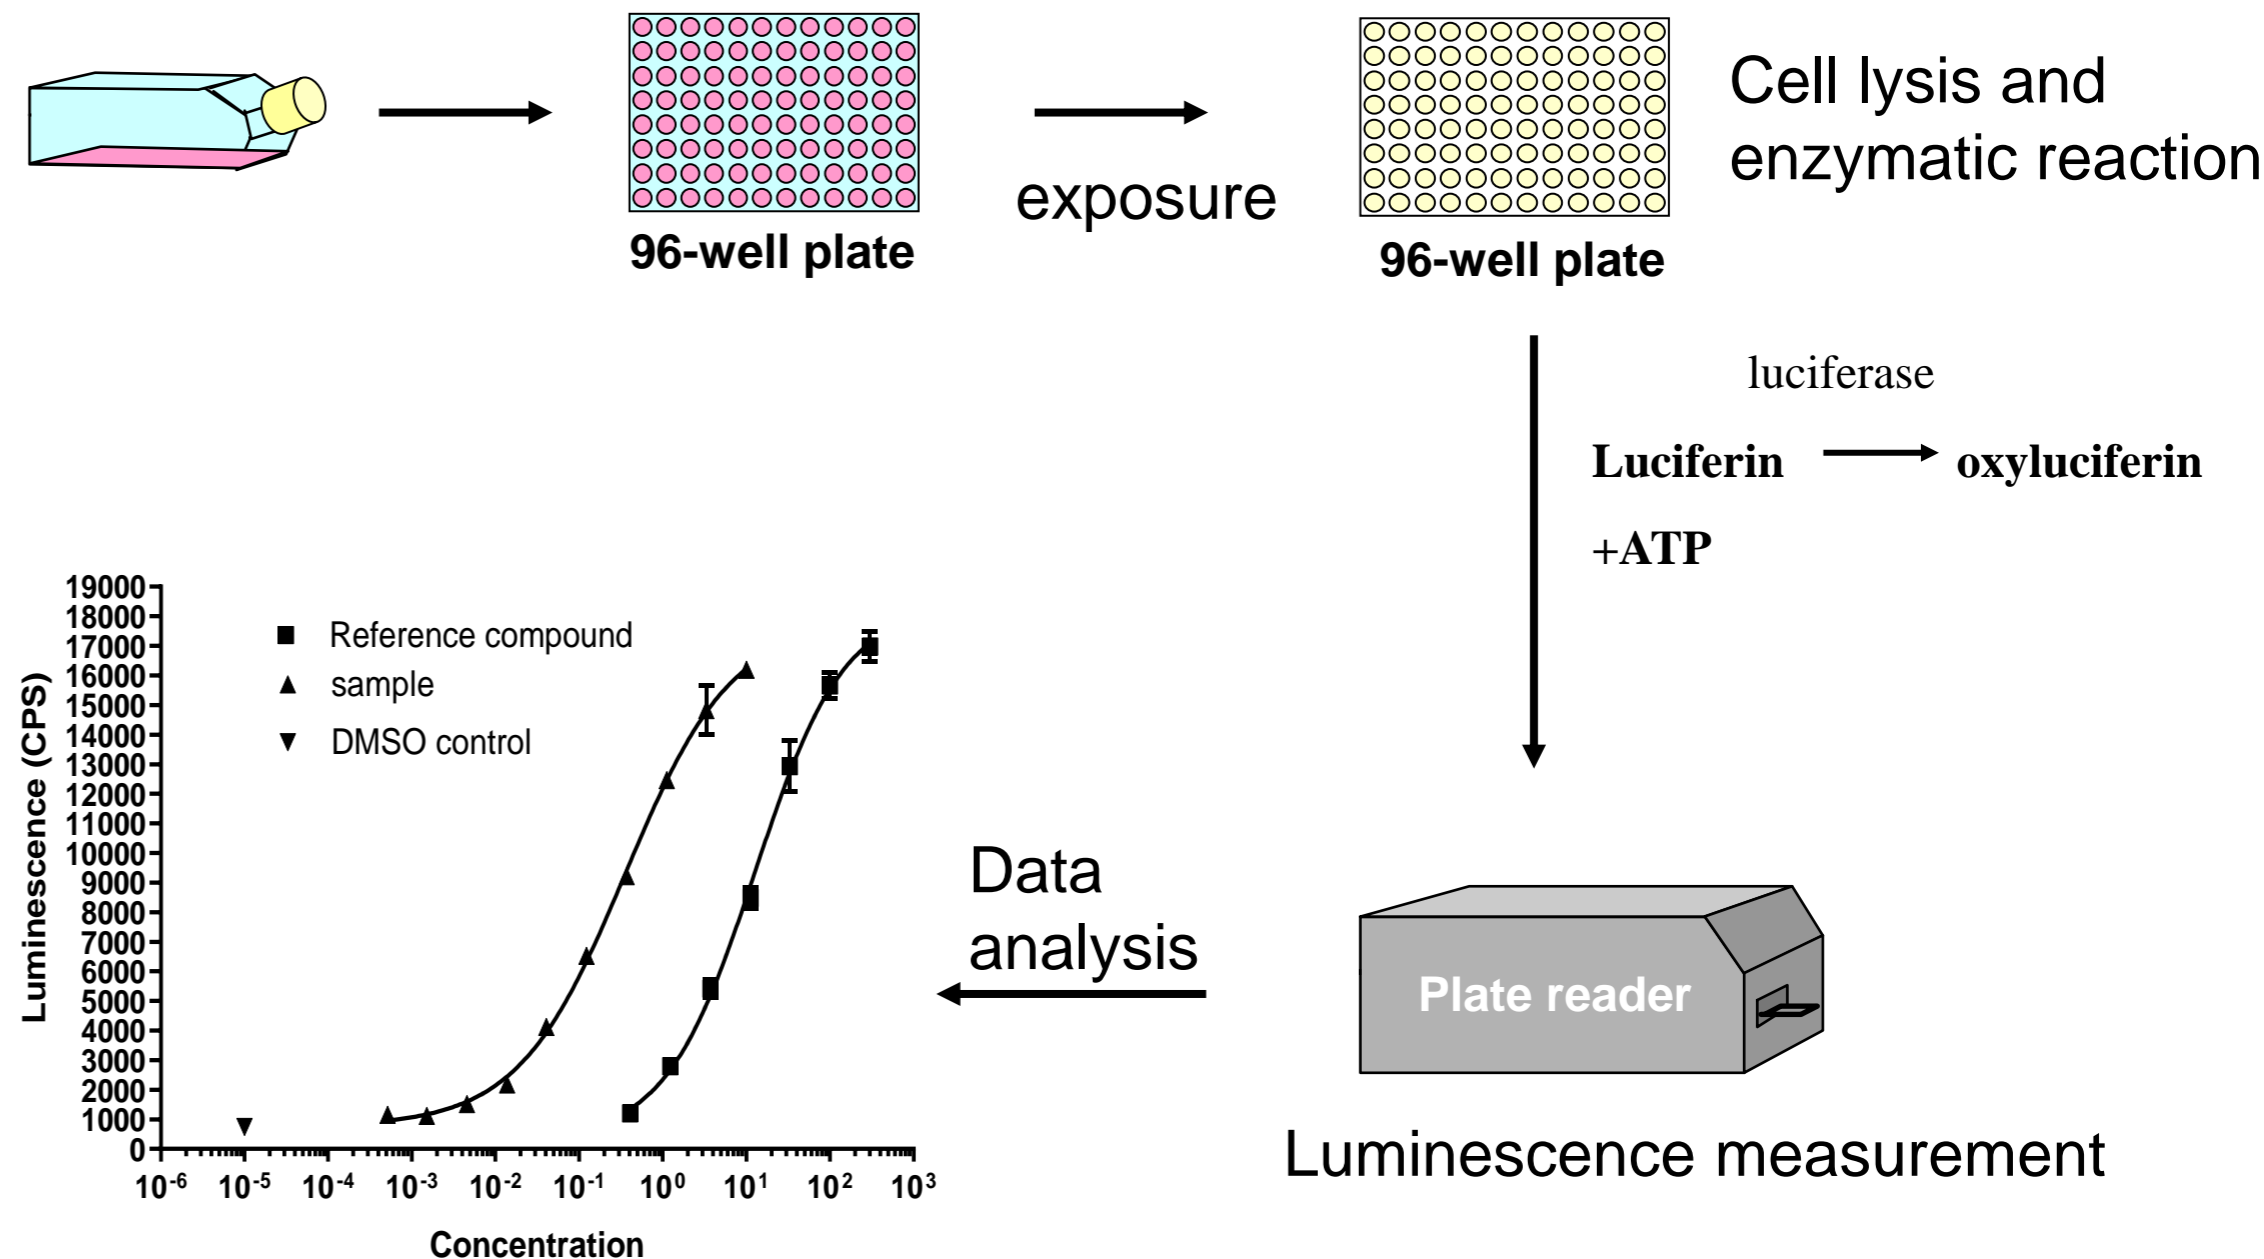 Cell lysis and
enzymatic reaction
exposure
96-well plate
96-well plate
luciferase
Luciferin
oxyluciferin
+ATP
19000
18000
17000
16000
15000
14000
13000
12000
11000
10000
9000
8000
7000
6000
5000
4000
3000
2000
1000
0
Luminescence (CPS)
Reference compound
sample
DMSO control
10-6 10-5 10-4 10-3 10-2 10-1 100 101 102 103
Concentration
Data
analysis
Plate reader
Luminescence measurement